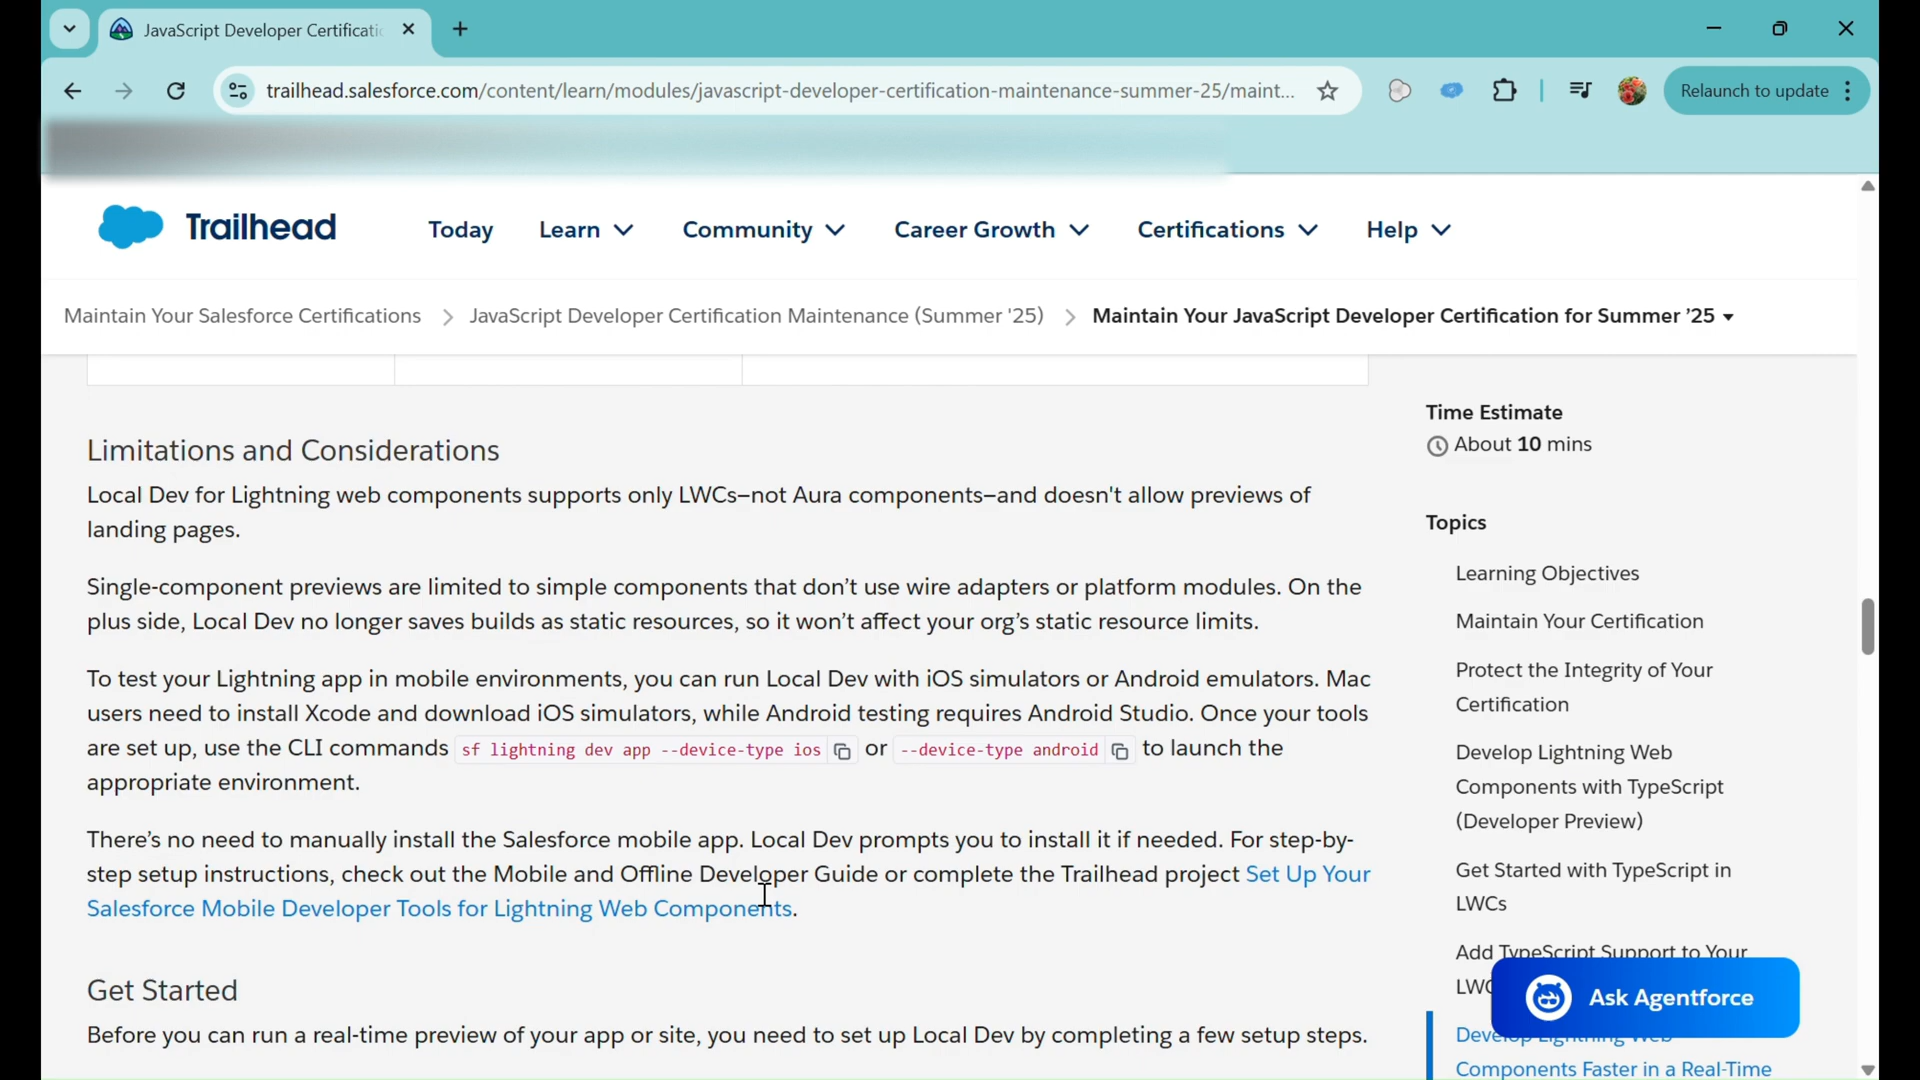 JavaScript Developer Certificatio
trailhead.salesforce.com/content/learn/modules/javascript-developer-certification-maintenance-summer-25/maint...
Relaunch to update
Trailhead
Today
Learn
Community
Career Growth
Certifications
Help
Maintain Your Salesforce Certifications
JavaScript Developer Certification Maintenance (Summer '25)
Maintain Your JavaScript Developer Certification for Summer ’25
Limitations and Considerations
Local Dev for Lightning web components supports only LWCs—not Aura components—and doesn't allow previews of
landing pages.
Single-component previews are limited to simple components that don’t use wire adapters or platform modules. On the
plus side, Local Dev no longer saves builds as static resources, so it won’t affect your org’s static resource limits.
To test your Lightning app in mobile environments, you can run Local Dev with iOS simulators or Android emulators. Mac
users need to install Xcode and download iOS simulators, while Android testing requires Android Studio. Once your tools
are set up, use the CLI commands sf lightning dev app --device-type ios or --device-type android to launch the
appropriate environment.
There’s no need to manually install the Salesforce mobile app. Local Dev prompts you to install it if needed. For step-by-
step setup instructions, check out the Mobile and Offline Developer Guide or complete the Trailhead project Set Up Your
Salesforce Mobile Developer Tools for Lightning Web Components.
Get Started
Before you can run a real-time preview of your app or site, you need to set up Local Dev by completing a few setup steps.
Time Estimate
About 10 mins
Topics
Learning Objectives
Maintain Your Certification
Protect the Integrity of Your
Certification
Develop Lightning Web
Components with TypeScript
(Developer Preview)
Get Started with TypeScript in
LWCs
Add TypeScript Support to Your
LWC
Ask Agentforce
Develop Lightning Web
Components Faster in a Real-Time